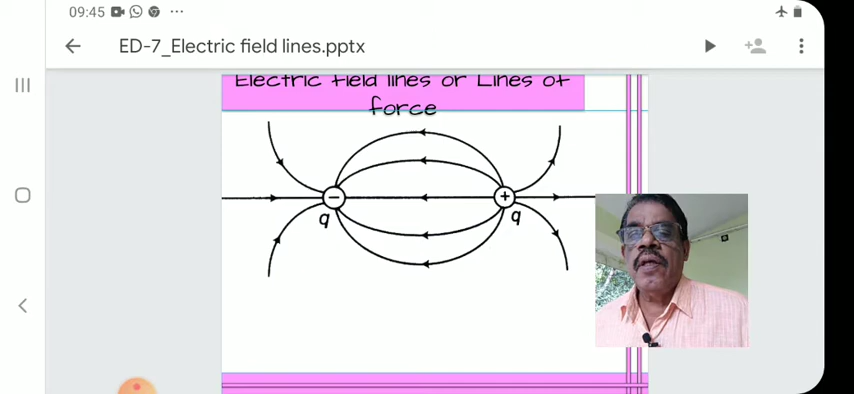 09:45
ED-7_Electric field lines.pptx
Electric field lines or Lines of
force
− +
q q